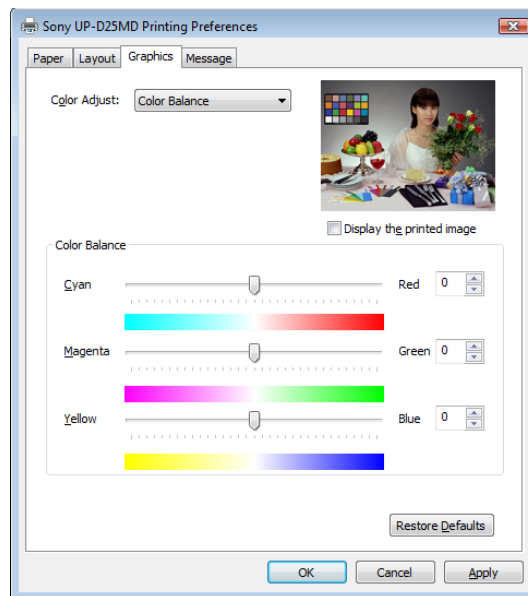 Sony UP-D25MD Printing Preferences
Paper Layout Graphics Message
Color Adjust: Color Balance
Display the printed image
Color Balance
Cyan Red 0
Magenta Green 0
Yellow Blue 0
Restore Defaults
OK Cancel Apply